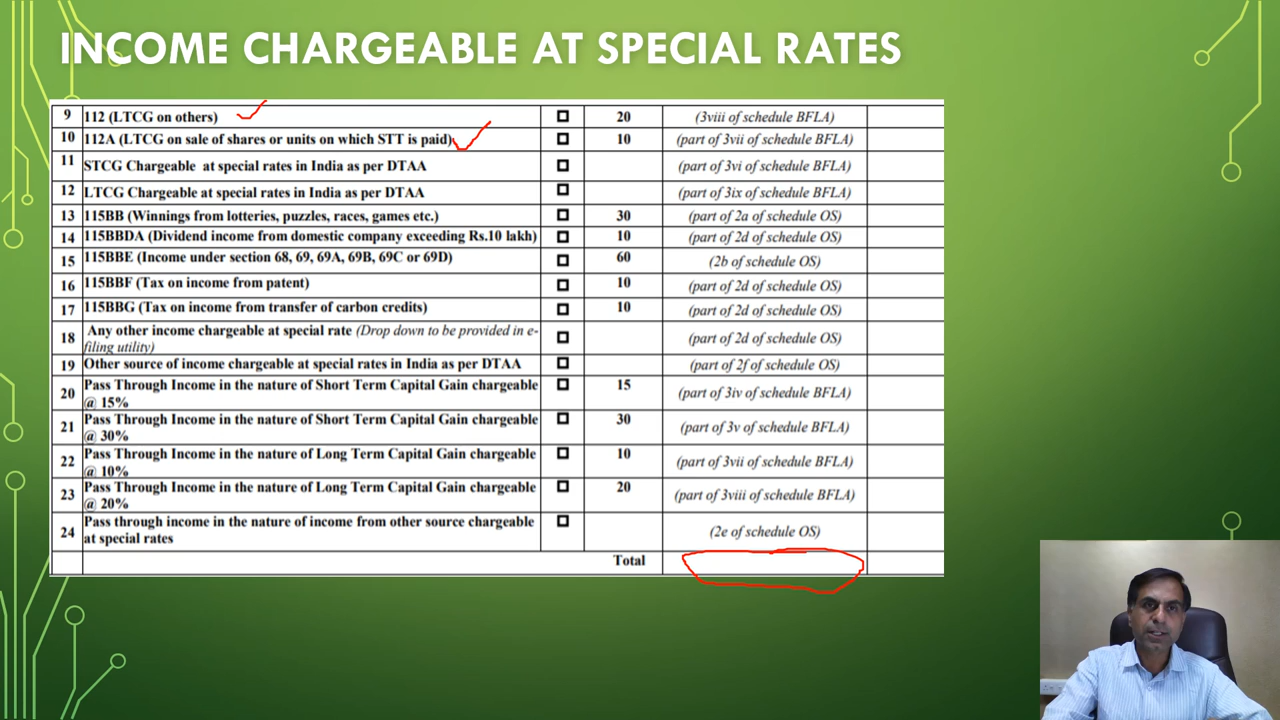 INCOME CHARGEABLE AT SPECIAL RATES
9 112 (LTCG on others) 20 (3viii of schedule BFLA)
10 112A (LTCG on sale of shares or units on which STT is paid) 10 (part of 3vii of schedule BFLA)
11 STCG Chargeable at special rates in India as per DTAA (part of 3vi of schedule BFLA)
12 LTCG Chargeable at special rates in India as per DTAA (part of 3ix of schedule BFLA)
13 115BB (Winnings from lotteries, puzzles, races, games etc.) 30 (part of 2a of schedule OS)
14 115BBDA (Dividend income from domestic company exceeding Rs.10 lakh) 10 (part of 2d of schedule OS)
15 115BBE (Income under section 68, 69, 69A, 69B, 69C or 69D) 60 (2b of schedule OS)
16 115BBF (Tax on income from patent) 10 (part of 2d of schedule OS)
17 115BBG (Tax on income from transfer of carbon credits) 10 (part of 2d of schedule OS)
18 Any other income chargeable at special rate (Drop down to be provided in e-
filing utility) (part of 2d of schedule OS)
19 Other source of income chargeable at special rates in India as per DTAA (part of 2f of schedule OS)
20 Pass Through Income in the nature of Short Term Capital Gain chargeable 15 (part of 3iv of schedule BFLA)
@ 15%
21 Pass Through Income in the nature of Short Term Capital Gain chargeable 30 (part of 3v of schedule BFLA)
@ 30%
22 Pass Through Income in the nature of Long Term Capital Gain chargeable 10 (part of 3vii of schedule BFLA)
@ 10%
23 Pass Through Income in the nature of Long Term Capital Gain chargeable 20 (part of 3viii of schedule BFLA)
@ 20%
24 Pass through income in the nature of income from other source chargeable (2e of schedule OS)
at special rates
Total